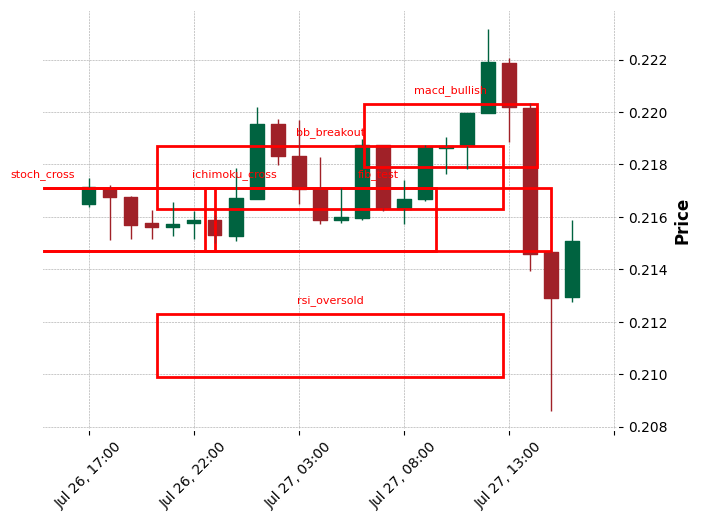 macd_bullish
bb_breakout
stoch_cross
ichimoku_cross
rsi_oversold
0.222
0.220
0.218
0.216
0.214
0.212
0.210
0.208
Price
Jul 26, 17:00
Jul 26, 22:00
Jul 27, 03:00
Jul 27, 08:00
Jul 27, 13:00